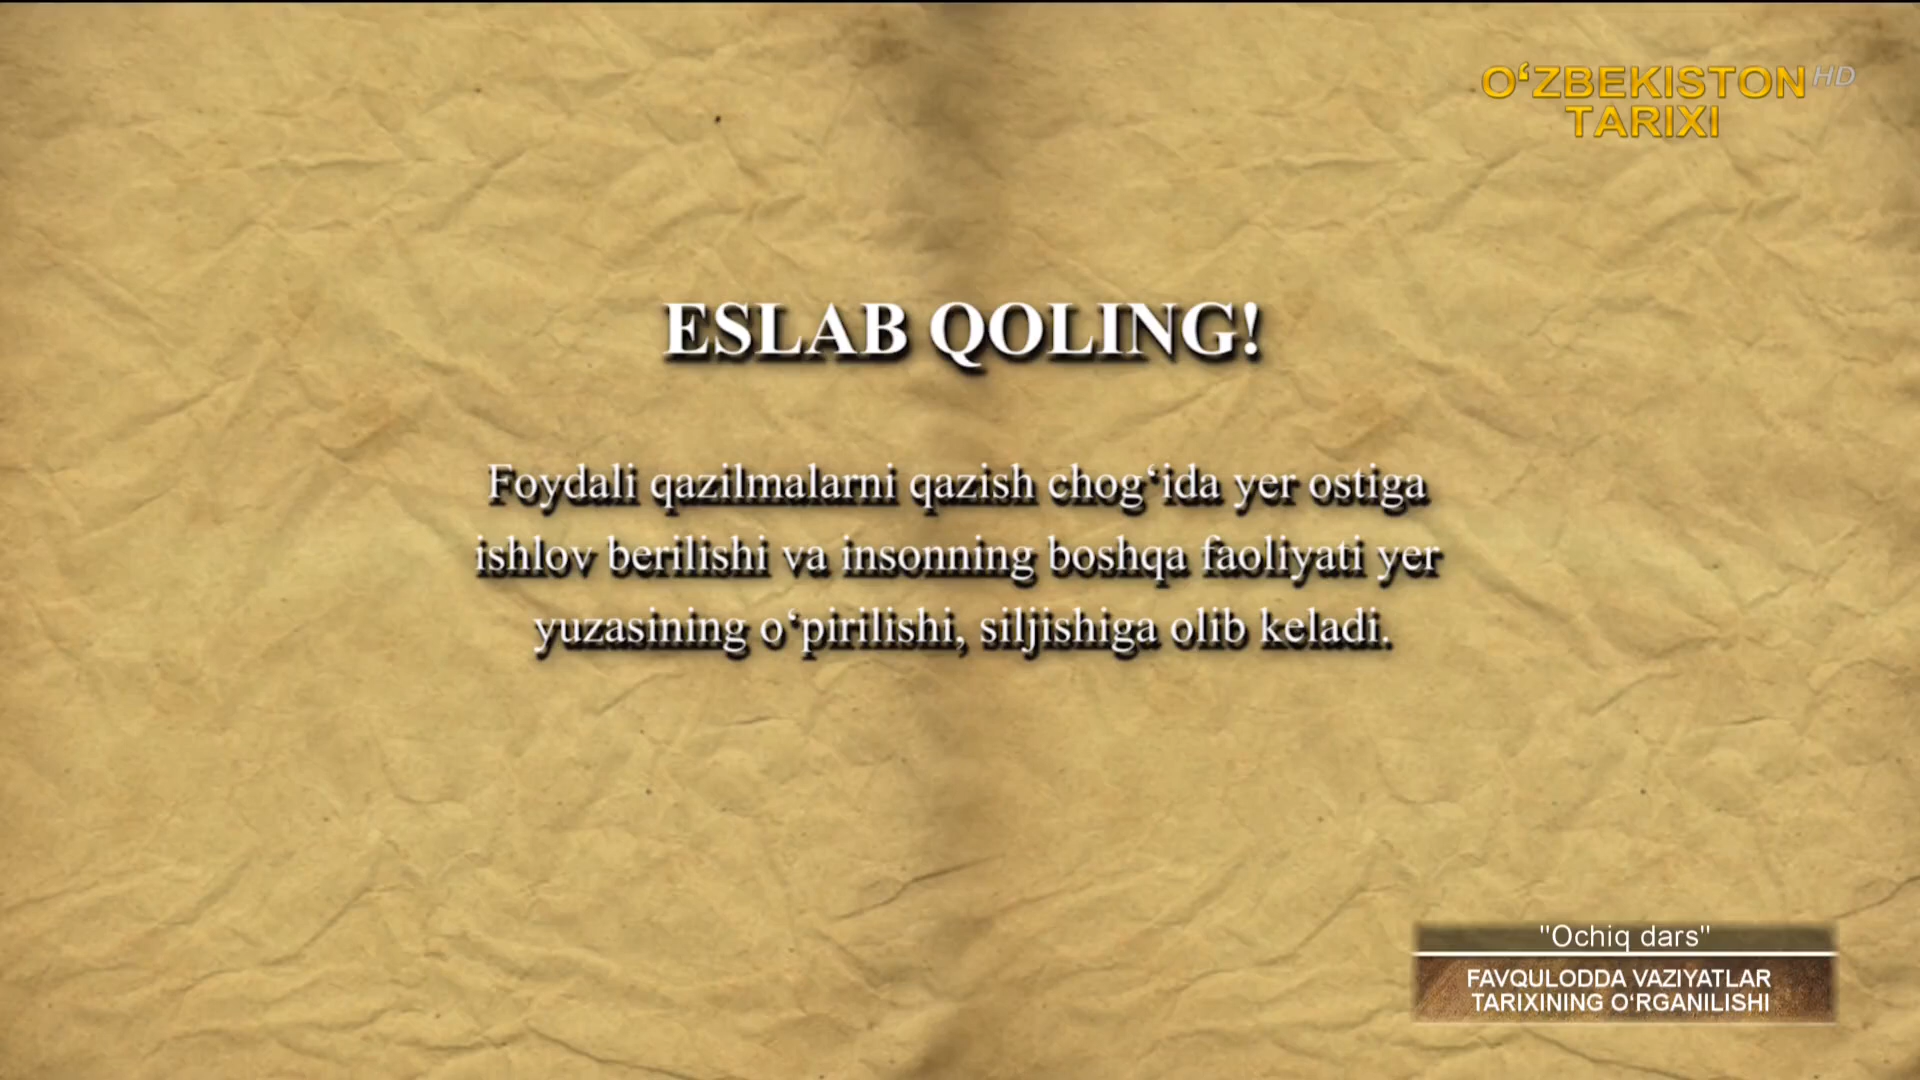 O‘ZBEKISTON HD
TARIXI
ESLAB QOLING!
Foydali qazilmalarni qazish chog‘ida yer ostiga
ishlov berilishi va insonning boshqa faoliyati yer
yuzasining o‘pirilishi, siljishiga olib keladi.
"Ochiq dars"
FAVQULODDA VAZIYATLAR
TARIXINING O‘RGANILISHI